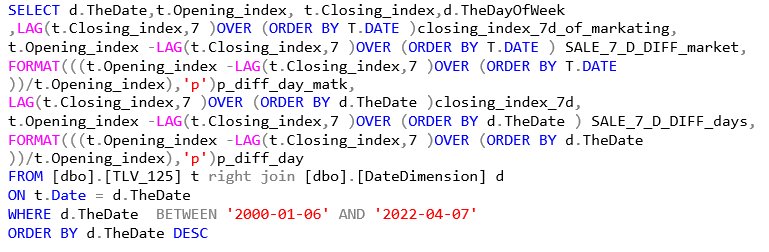 SELECT d.TheDate,t.Opening_index, t.Closing_index,d.TheDayOfWeek
,LAG(t.Closing_index,7 )OVER (ORDER BY T.DATE )closing_index_7d_of_markating,
t.Opening_index -LAG(t.Closing_index,7 )OVER (ORDER BY T.DATE ) SALE_7_D_DIFF_market,
FORMAT(((t.Opening_index -LAG(t.Closing_index,7 )OVER (ORDER BY T.DATE
))/t.Opening_index),'p')p_diff_day_matk,
LAG(t.Closing_index,7 )OVER (ORDER BY d.TheDate )closing_index_7d,
t.Opening_index -LAG(t.Closing_index,7 )OVER (ORDER BY d.TheDate ) SALE_7_D_DIFF_days,
FORMAT(((t.Opening_index -LAG(t.Closing_index,7 )OVER (ORDER BY d.TheDate
))/t.Opening_index),'p')p_diff_day
FROM [dbo].[TLV_125] t right join [dbo].[DateDimension] d
ON t.Date = d.TheDate
WHERE d.TheDate  BETWEEN '2000-01-06' AND '2022-04-07'
ORDER BY d.TheDate DESC